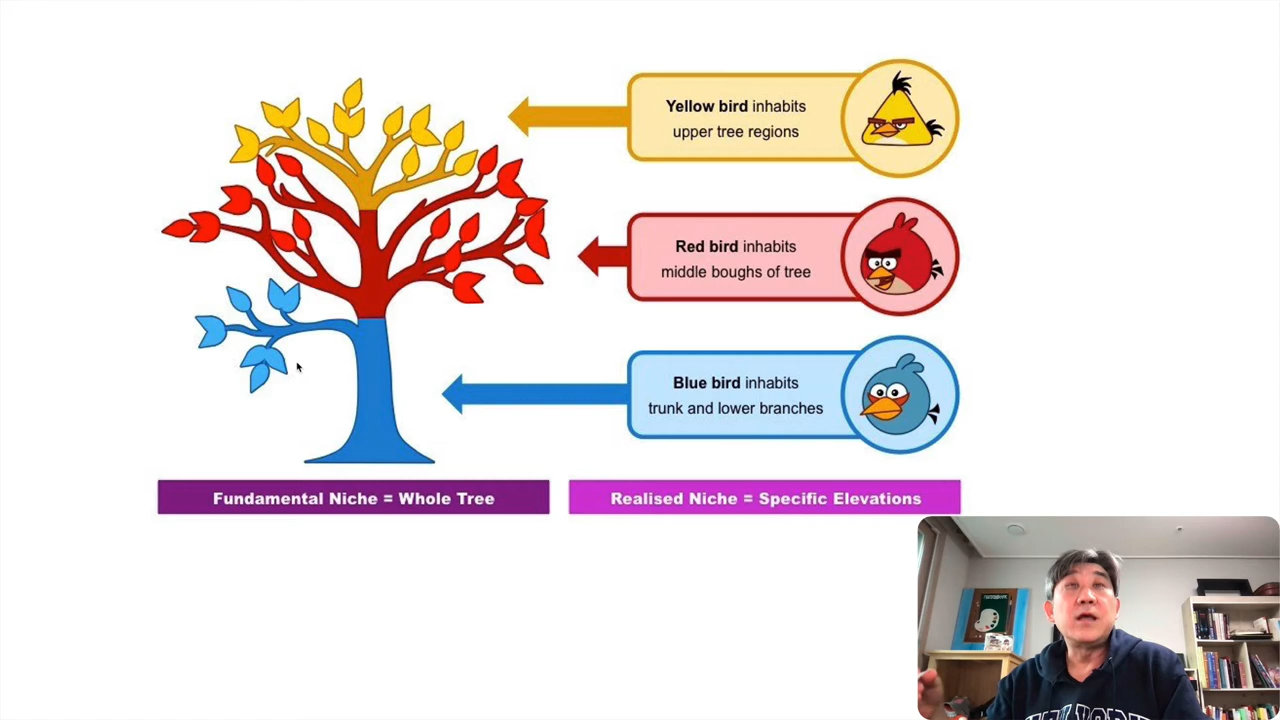 Yellow bird inhabits
upper tree regions
Red bird inhabits
middle boughs of tree
Blue bird inhabits
trunk and lower branches
Fundamental Niche = Whole Tree
Realised Niche = Specific Elevations